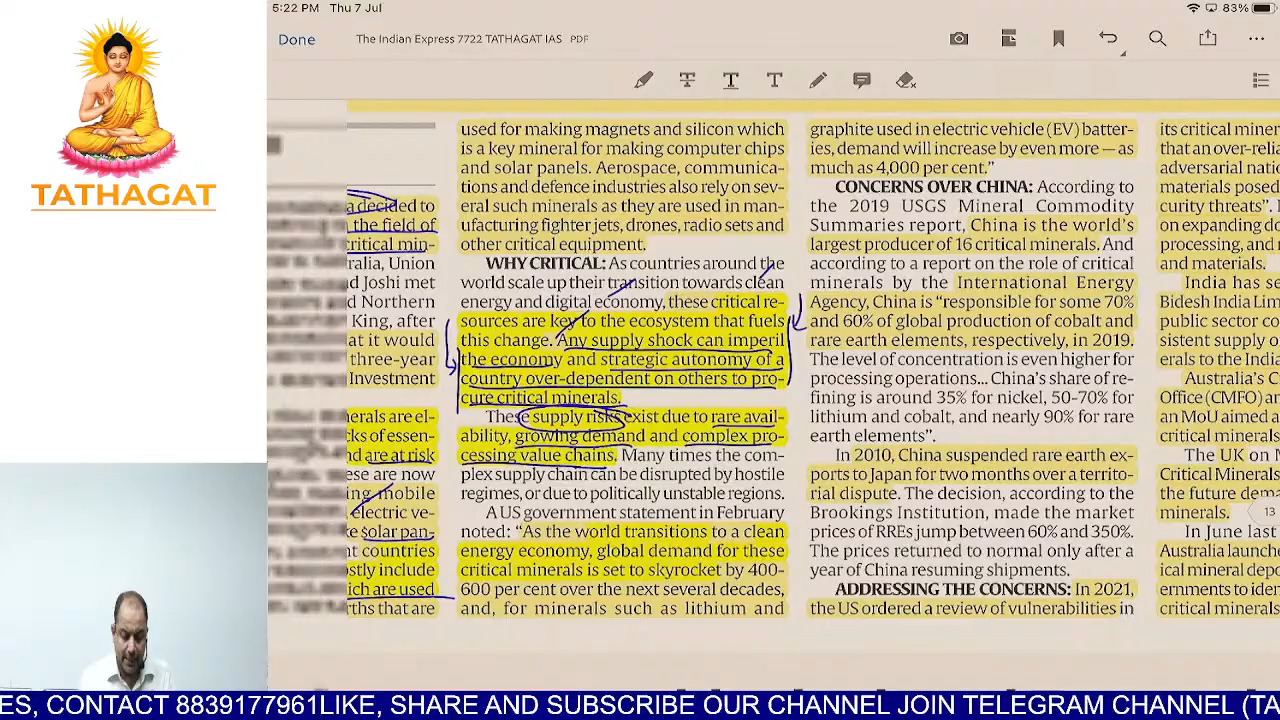 5:22 PM Thu 7 Jul
83%
Done
The Indian Express 7722 TATHAGAT IAS PDF
TATHAGAT
a decided to
the field of
critical min-
ralia, Union
d Joshi met
d Northern
King, after
at it would
three-year
Investment
nerals are el-
cks of essen-
nd are at risk
ese are now
ng mobile
electric ve-
e solar pan-
t countries
ostly include
ich are used
rths that are
used for making magnets and silicon which
is a key mineral for making computer chips
and solar panels. Aerospace, communica-
tions and defence industries also rely on sev-
eral such minerals as they are used in man-
ufacturing fighter jets, drones, radio sets and
other critical equipment.
WHY CRITICAL: As countries around the
world scale up their transition towards clean
energy and digital economy, these critical re-
sources are key to the ecosystem that fuels
this change. Any supply shock can imperil
the economy and strategic autonomy of a
country over-dependent on others to pro-
cure critical minerals.
These supply risks exist due to rare avail-
ability, growing demand and complex pro-
cessing value chains. Many times the com-
plex supply chain can be disrupted by hostile
regimes, or due to politically unstable regions.
A US government statement in February
noted: “As the world transitions to a clean
energy economy, global demand for these
critical minerals is set to skyrocket by 400-
600 per cent over the next several decades,
and, for minerals such as lithium and
graphite used in electric vehicle (EV) batter-
ies, demand will increase by even more — as
much as 4,000 per cent.”
CONCERNS OVER CHINA: According to
the 2019 USGS Mineral Commodity
Summaries report, China is the world’s
largest producer of 16 critical minerals. And
according to a report on the role of critical
minerals by the International Energy
Agency, China is “responsible for some 70%
and 60% of global production of cobalt and
rare earth elements, respectively, in 2019.
The level of concentration is even higher for
processing operations... China’s share of re-
fining is around 35% for nickel, 50-70% for
lithium and cobalt, and nearly 90% for rare
earth elements”.
In 2010, China suspended rare earth ex-
ports to Japan for two months over a territo-
rial dispute. The decision, according to the
Brookings Institution, made the market
prices of RREs jump between 60% and 350%.
The prices returned to normal only after a
year of China resuming shipments.
ADDRESSING THE CONCERNS: In 2021,
the US ordered a review of vulnerabilities in
its critical miner
that an over-relia
adversarial natio
materials posed
curity threats”.
on expanding do
processing, and
and materials.
India has se
Bidesh India Lim
public sector co
sistent supply o
erals to the India
Australia’s C
Office (CMFO) an
an MoU aimed a
critical minerals
The UK on M
Critical Minerals
the future dema
minerals.
13
In June last
Australia launche
ical mineral depo
ernments to iden
critical minerals
ES, CONTACT 8839177961LIKE, SHARE AND SUBSCRIBE OUR CHANNEL JOIN TELEGRAM CHANNEL (TA